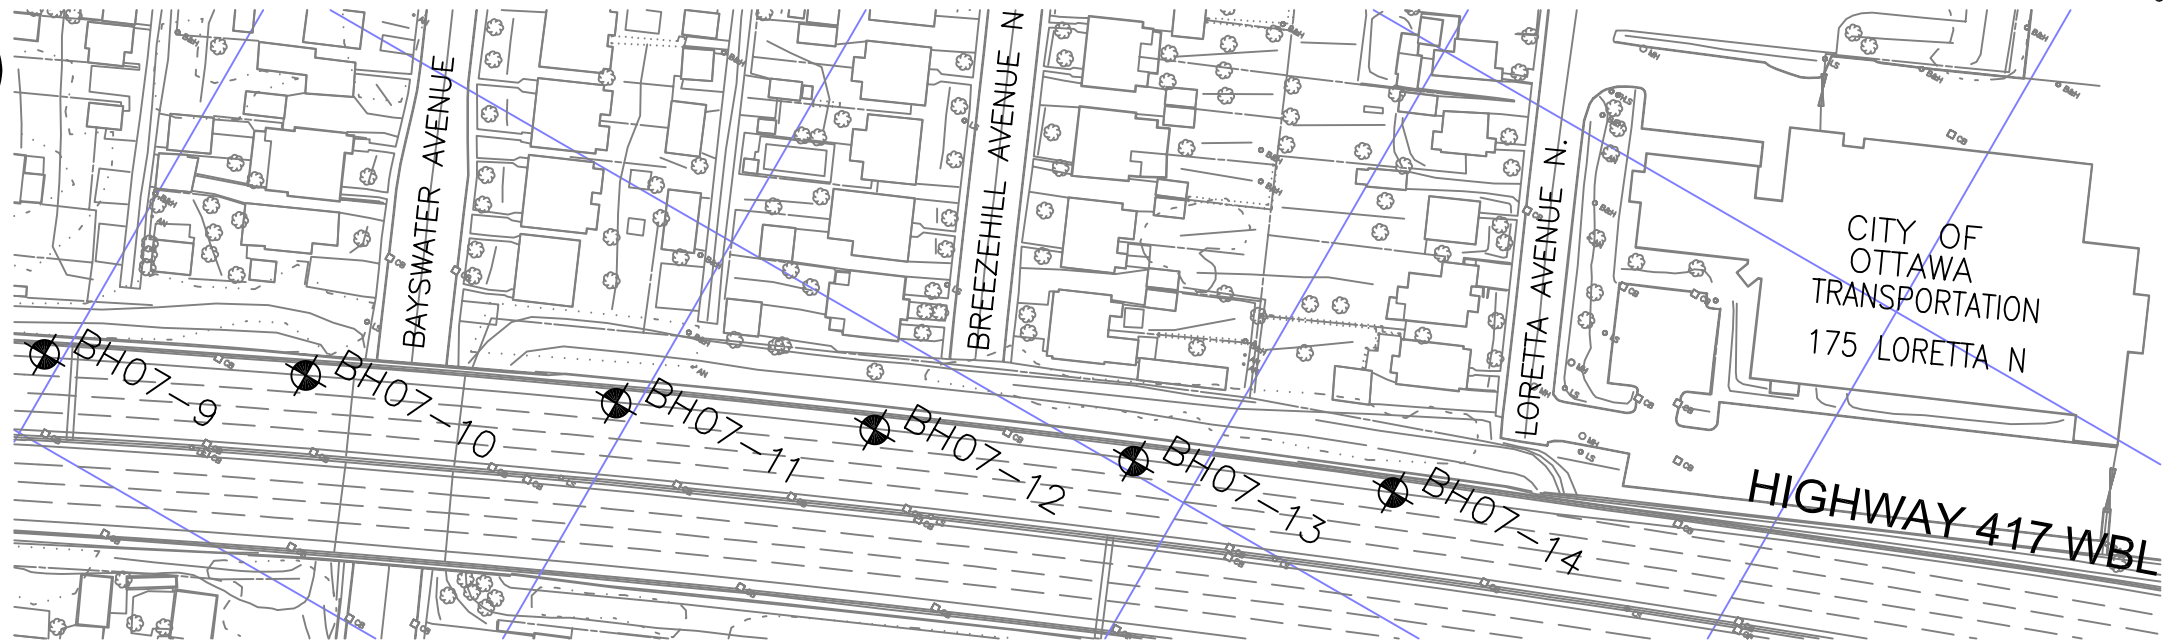 BAYSWATER AVENUE
BREEZEHILL AVENUE N
LORETTA AVENUE N.
CITY OF
OTTAWA
TRANSPORTATION
175 LORETTA N
BH07-9
BH07-10
BH07-11
BH07-12
BH07-13
BH07-14
HIGHWAY 417 WBL